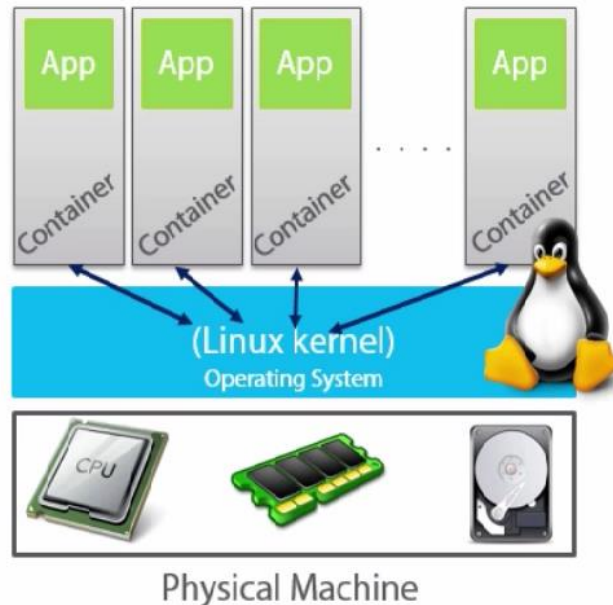 App App App App
Container Container Container . . . . Container
(Linux kernel)
Operating System
CPU
Physical Machine